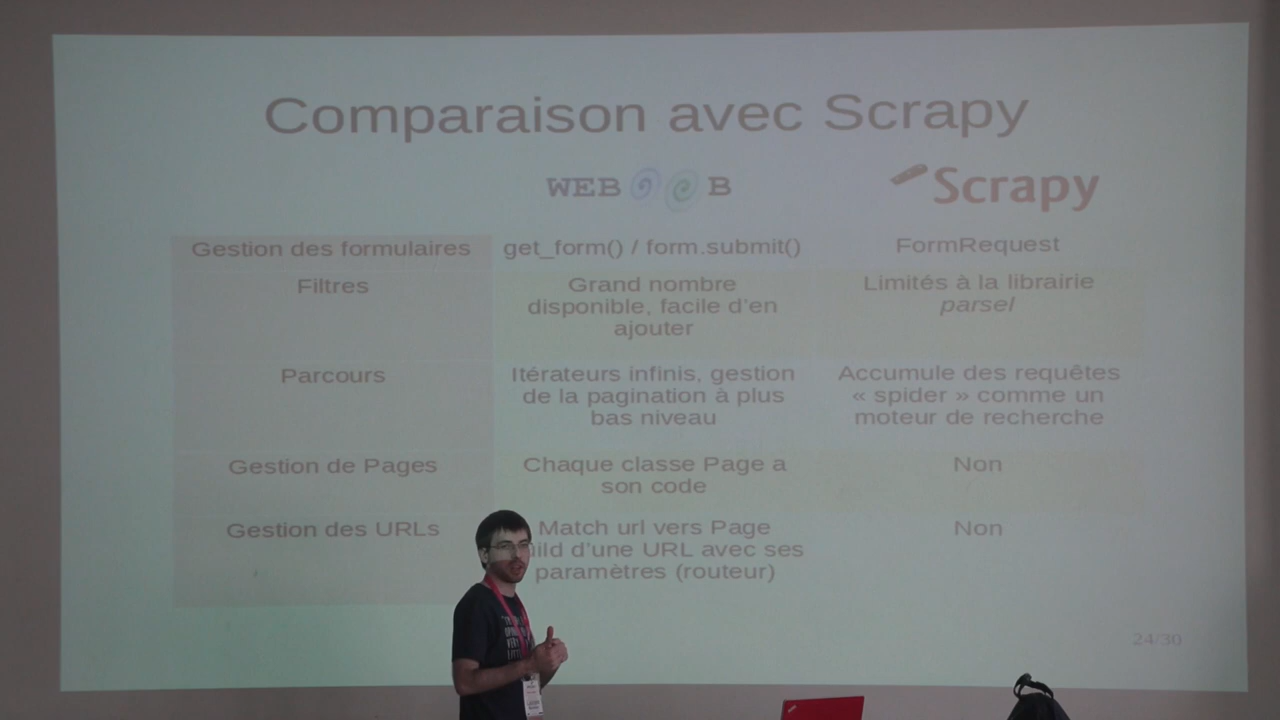 Comparaison avec Scrapy
WEB B
Scrapy
Gestion des formulaires
get_form() / form.submit()
FormRequest
Filtres
Grand nombre
disponible, facile d'en
ajouter
Limités à la librairie
parsel
Parcours
Itérateurs infinis, gestion
de la pagination à plus
bas niveau
Accumule des requêtes
« spider » comme un
moteur de recherche
Gestion de Pages
Chaque classe Page a
son code
Non
Gestion des URLs
Match url vers Page
d'une URL avec ses
paramètres (routeur)
Non
24/30